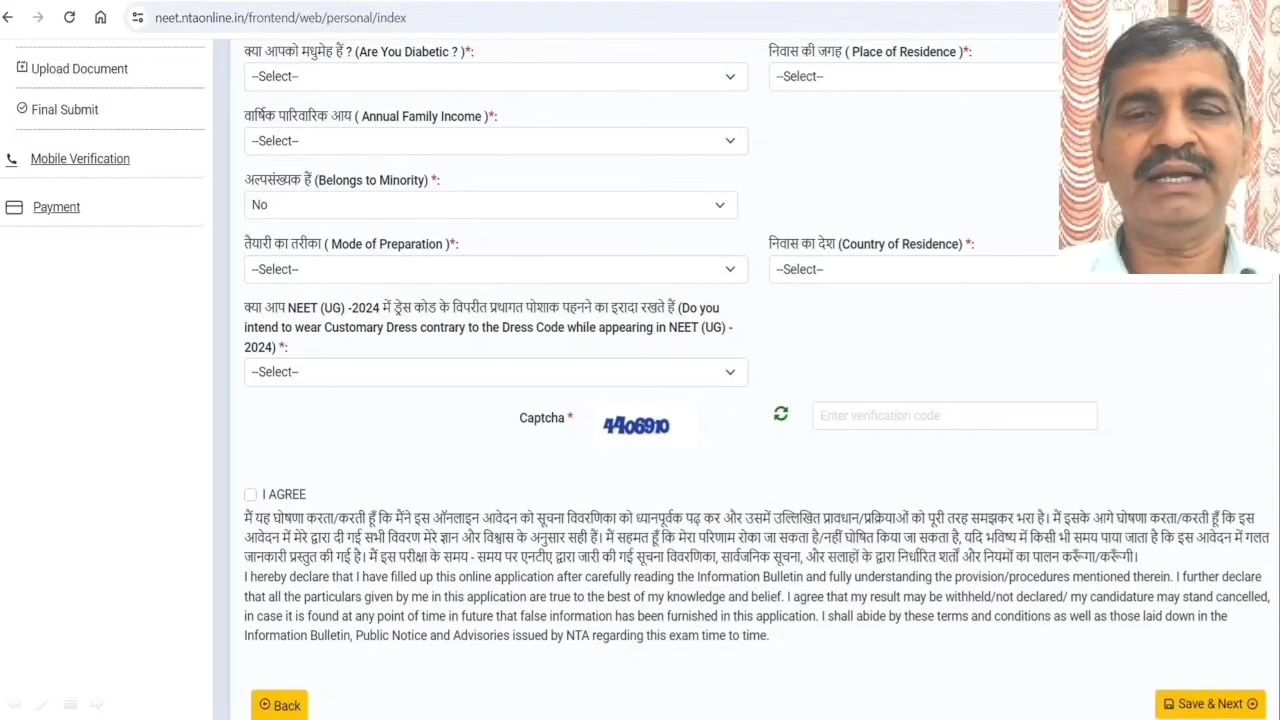 neet.ntaonline.in/frontend/web/personal/index
क्या आपको मधुमेह हैं ? (Are You Diabetic ? )*:
निवास की जगह ( Place of Residence )*:
Upload Document
--Select--
--Select--
Final Submit
वार्षिक पारिवारिक आय ( Annual Family Income )*:
--Select--
Mobile Verification
अल्पसंख्यक हैं (Belongs to Minority) *:
Payment
No
तैयारी का तरीका ( Mode of Preparation )*:
निवास का देश (Country of Residence) *:
--Select--
--Select--
क्या आप NEET (UG) -2024 में ड्रेस कोड के विपरीत प्रथागत पोशाक पहनने का इरादा रखते हैं (Do you
intend to wear Customary Dress contrary to the Dress Code while appearing in NEET (UG) -
2024) *:
--Select--
Captcha *
4406910
Enter verification code
I AGREE
मैं यह घोषणा करता/करती हूँ कि मैंने इस ऑनलाइन आवेदन को सूचना विवरणिका को ध्यानपूर्वक पढ़ कर और उसमें उल्लिखित प्रावधान/प्रक्रियाओं को पूरी तरह समझकर भरा है। मैं इसके आगे घोषणा करता/करती हूँ कि इस
आवेदन में मेरे द्वारा दी गई सभी विवरण मेरे ज्ञान और विश्वास के अनुसार सही हैं। मैं सहमत हूँ कि मेरा परिणाम रोका जा सकता है/नहीं घोषित किया जा सकता है, यदि भविष्य में किसी भी समय पाया जाता है कि इस आवेदन में गलत
जानकारी प्रस्तुत की गई है। मैं इस परीक्षा के समय - समय पर एनटीए द्वारा जारी की गई सूचना विवरणिका, सार्वजनिक सूचना, और सलाहों के द्वारा निर्धारित शर्तों और नियमों का पालन करूँगा/करूँगी।
I hereby declare that I have filled up this online application after carefully reading the Information Bulletin and fully understanding the provision/procedures mentioned therein. I further declare
that all the particulars given by me in this application are true to the best of my knowledge and belief. I agree that my result may be withheld/not declared/ my candidature may stand cancelled,
in case it is found at any point of time in future that false information has been furnished in this application. I shall abide by these terms and conditions as well as those laid down in the
Information Bulletin, Public Notice and Advisories issued by NTA regarding this exam time to time.
Back
Save & Next